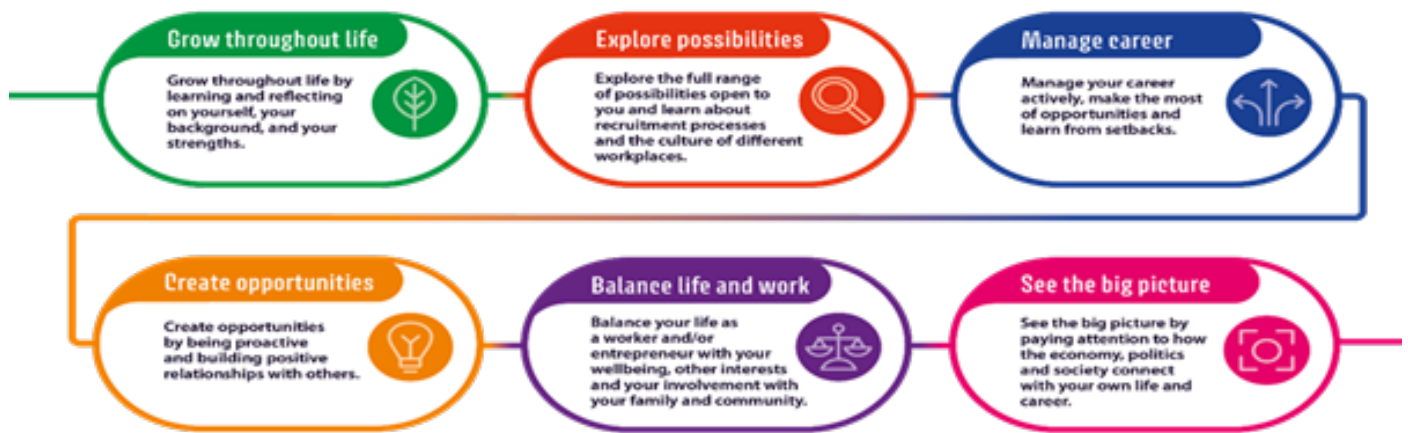 Grow throughout life
Grow throughout life by
learning and reflecting
on yourself, your
background, and your
strengths.
Explore possibilities
Explore the full range
of possibilities open to
you and learn about
recruitment processes
and the culture of different
workplaces.
Manage career
Manage your career
actively, make the most
of opportunities and
learn from setbacks.
Create opportunities
Create opportunities
by being proactive
and building positive
relationships with others.
Balance life and work
Balance your life as
a worker and/or
entrepreneur with your
wellbeing, other interests
and your involvement with
your family and community.
See the big picture
See the big picture by
paying attention to how
the economy, politics
and society connect
with your own life and
career.